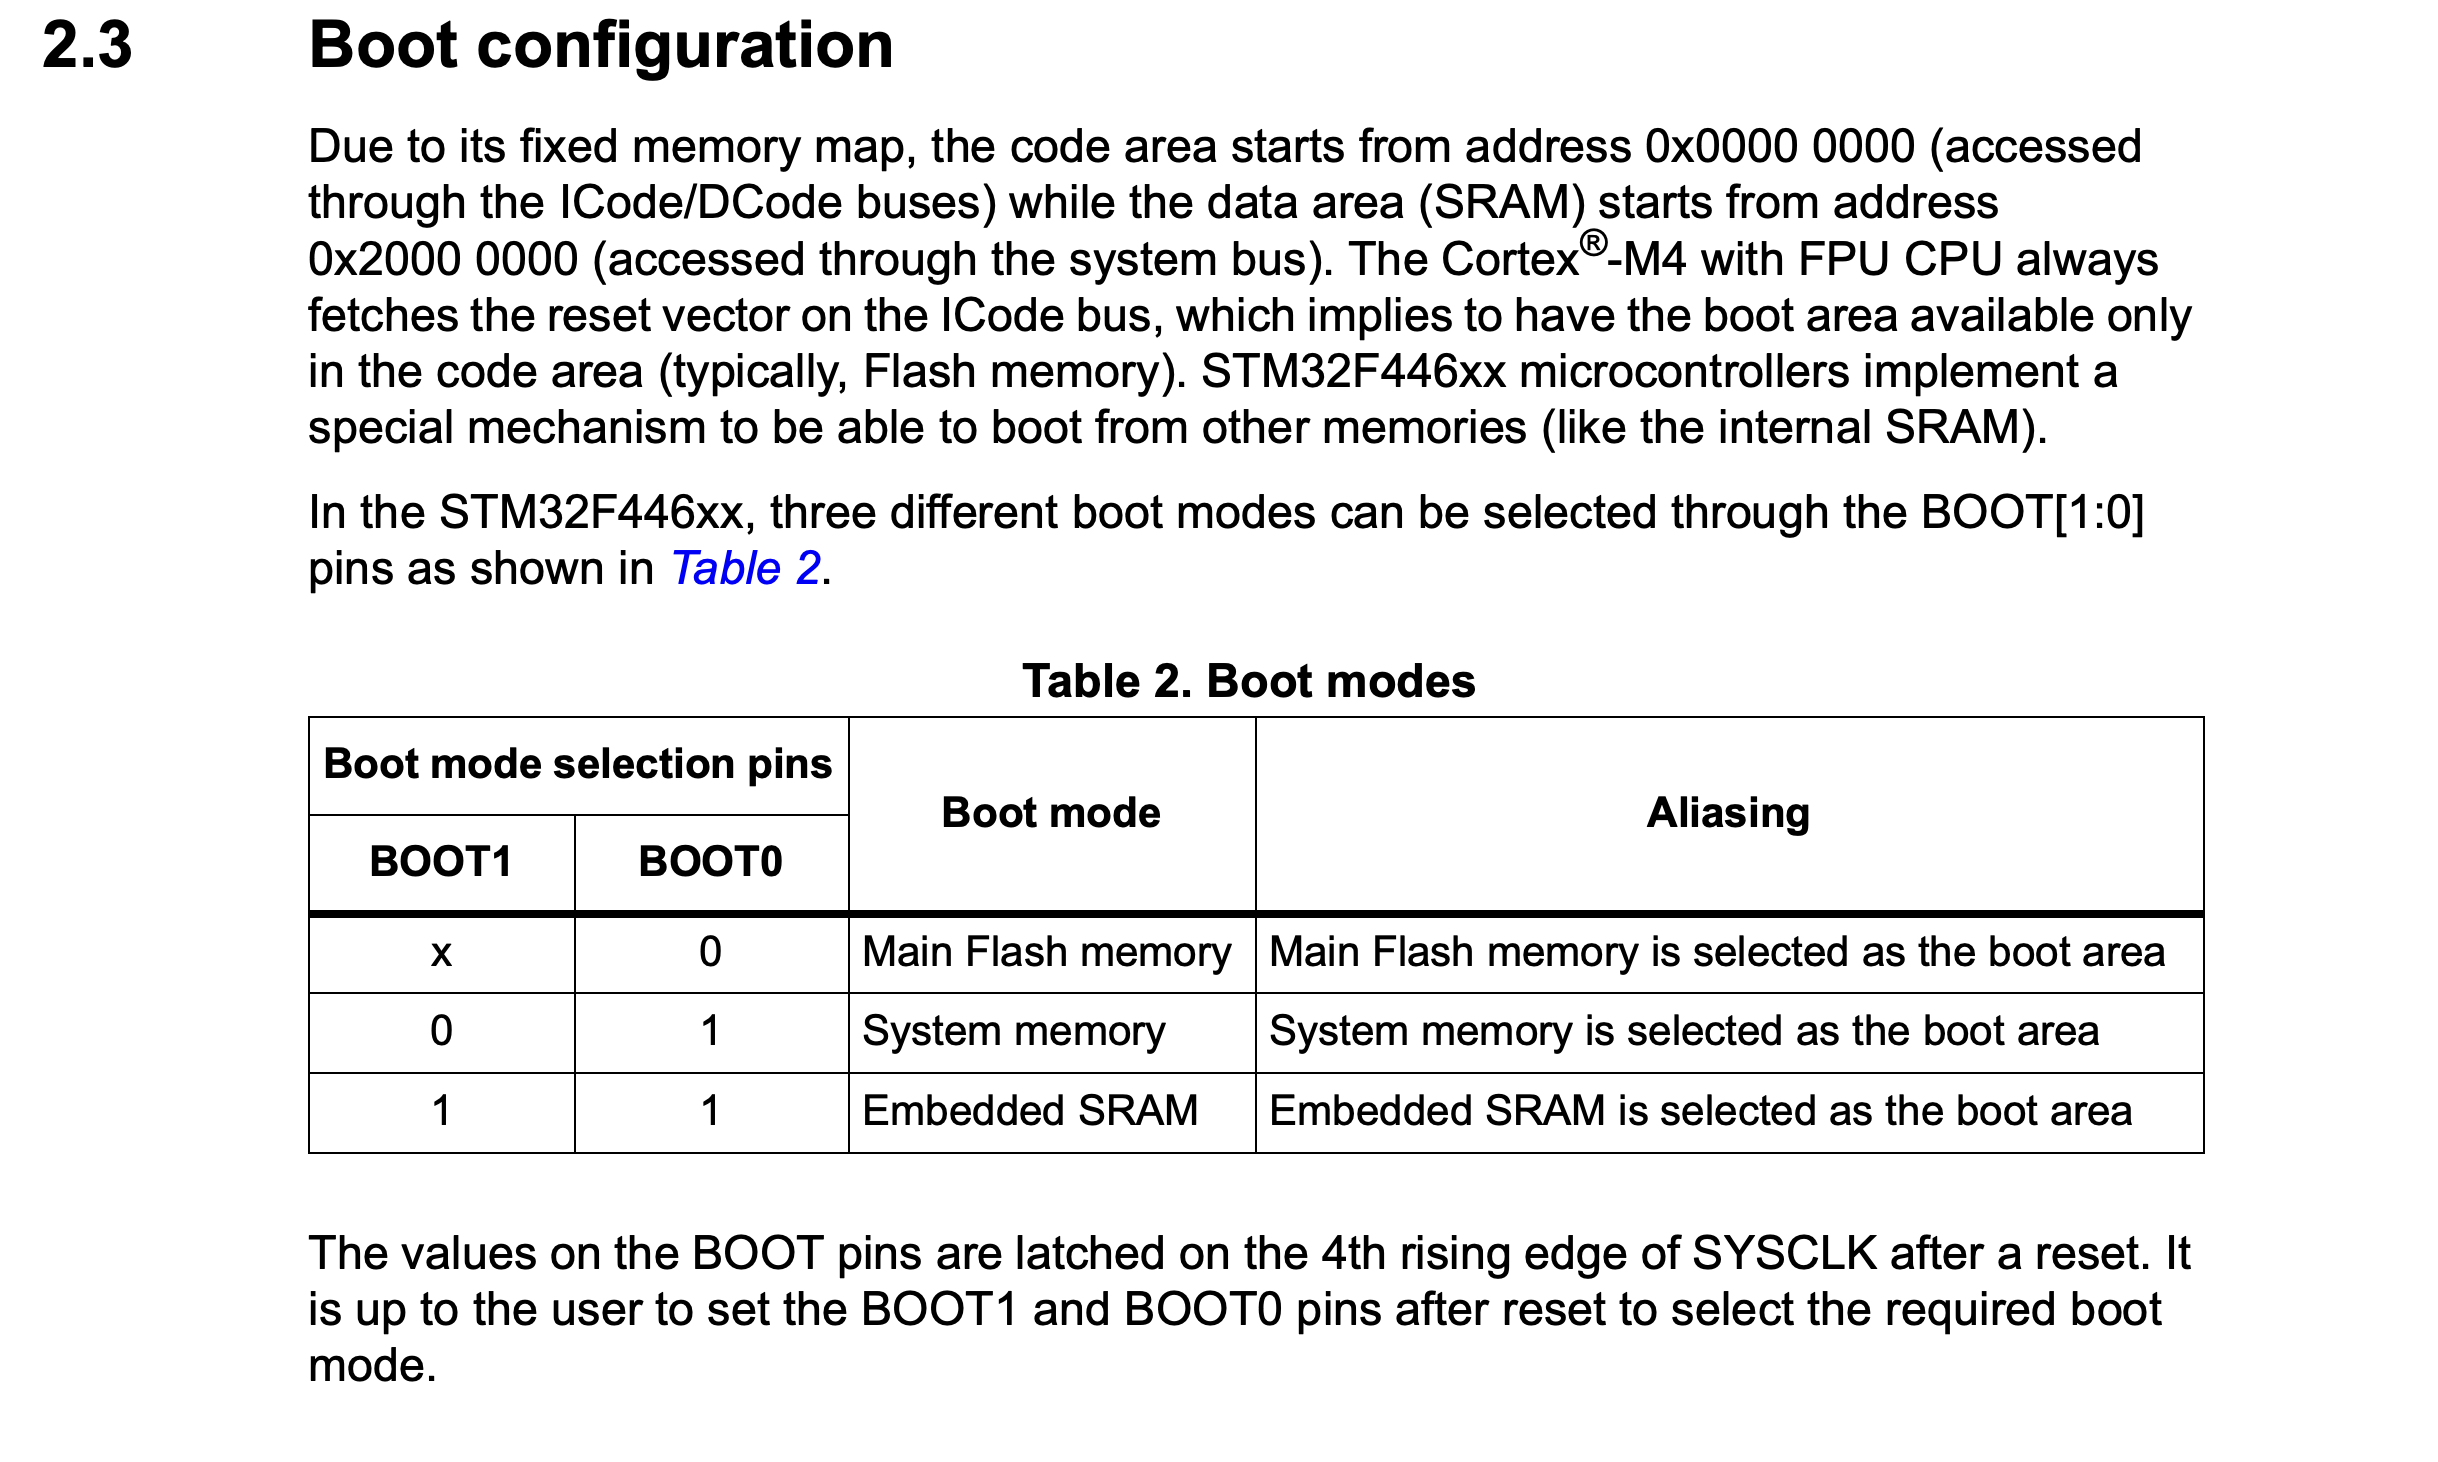 2.3 Boot configuration
Due to its fixed memory map, the code area starts from address 0x0000 0000 (accessed
through the ICode/DCode buses) while the data area (SRAM) starts from address
0x2000 0000 (accessed through the system bus). The Cortex®-M4 with FPU CPU always
fetches the reset vector on the ICode bus, which implies to have the boot area available only
in the code area (typically, Flash memory). STM32F446xx microcontrollers implement a
special mechanism to be able to boot from other memories (like the internal SRAM).
In the STM32F446xx, three different boot modes can be selected through the BOOT[1:0]
pins as shown in Table 2.
Table 2. Boot modes
Boot mode selection pins
Boot mode
Aliasing
BOOT1 BOOT0
x 0 Main Flash memory Main Flash memory is selected as the boot area
0 1 System memory System memory is selected as the boot area
1 1 Embedded SRAM Embedded SRAM is selected as the boot area
The values on the BOOT pins are latched on the 4th rising edge of SYSCLK after a reset. It
is up to the user to set the BOOT1 and BOOT0 pins after reset to select the required boot
mode.